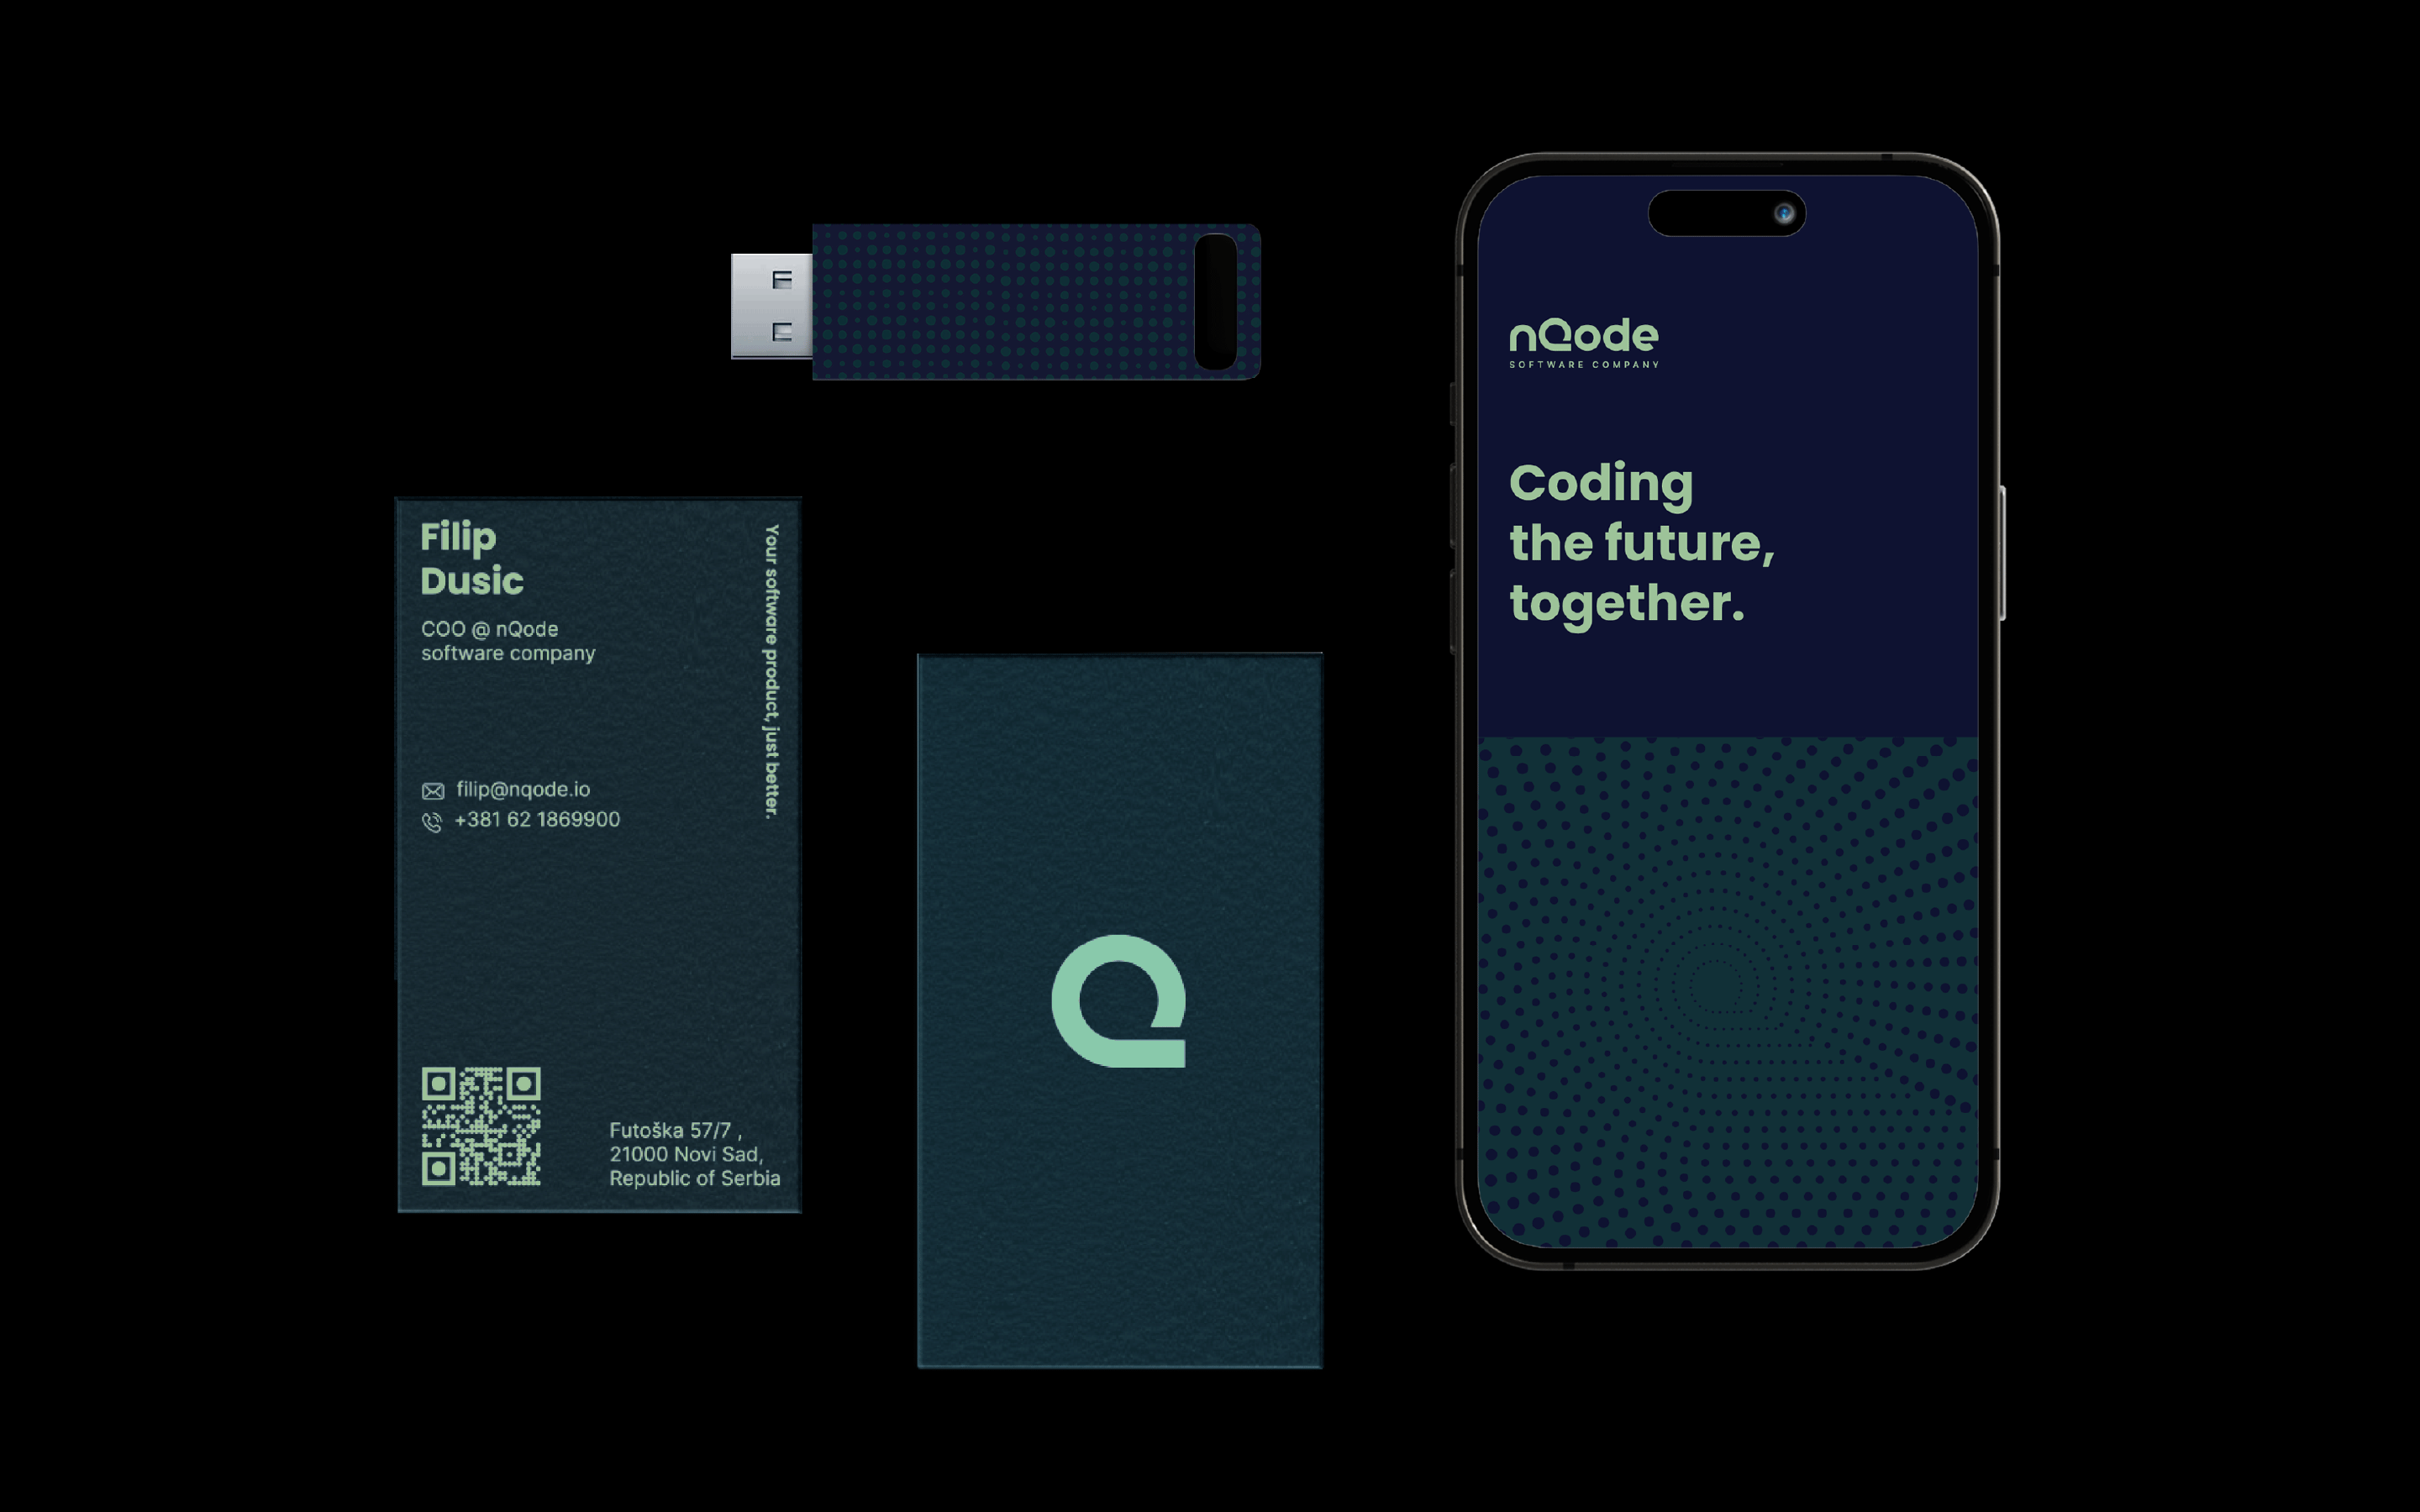 Filip
Dusic
COO @ nQode
software company
Your software product, just better.
filip@nqode.io
+381 62 1869900
Futoška 57/7 ,
21000 Novi Sad,
Republic of Serbia
nQode
SOFTWARE COMPANY
Coding
the future,
together.